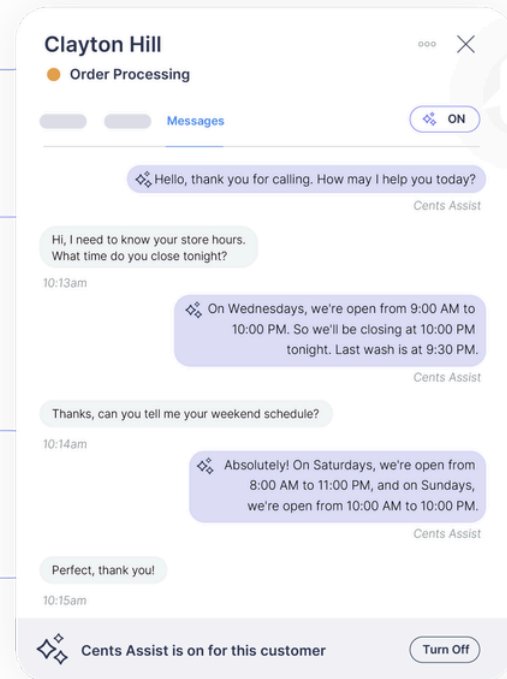 Clayton Hill
Order Processing
Messages
ON
Hello, thank you for calling. How may I help you today?
Cents Assist
Hi, I need to know your store hours.
What time do you close tonight?
10:13am
On Wednesdays, we're open from 9:00 AM to
10:00 PM. So we'll be closing at 10:00 PM
tonight. Last wash is at 9:30 PM.
Cents Assist
Thanks, can you tell me your weekend schedule?
10:14am
Absolutely! On Saturdays, we're open from
8:00 AM to 11:00 PM, and on Sundays,
we're open from 10:00 AM to 10:00 PM.
Cents Assist
Perfect, thank you!
10:15am
Cents Assist is on for this customer
Turn Off